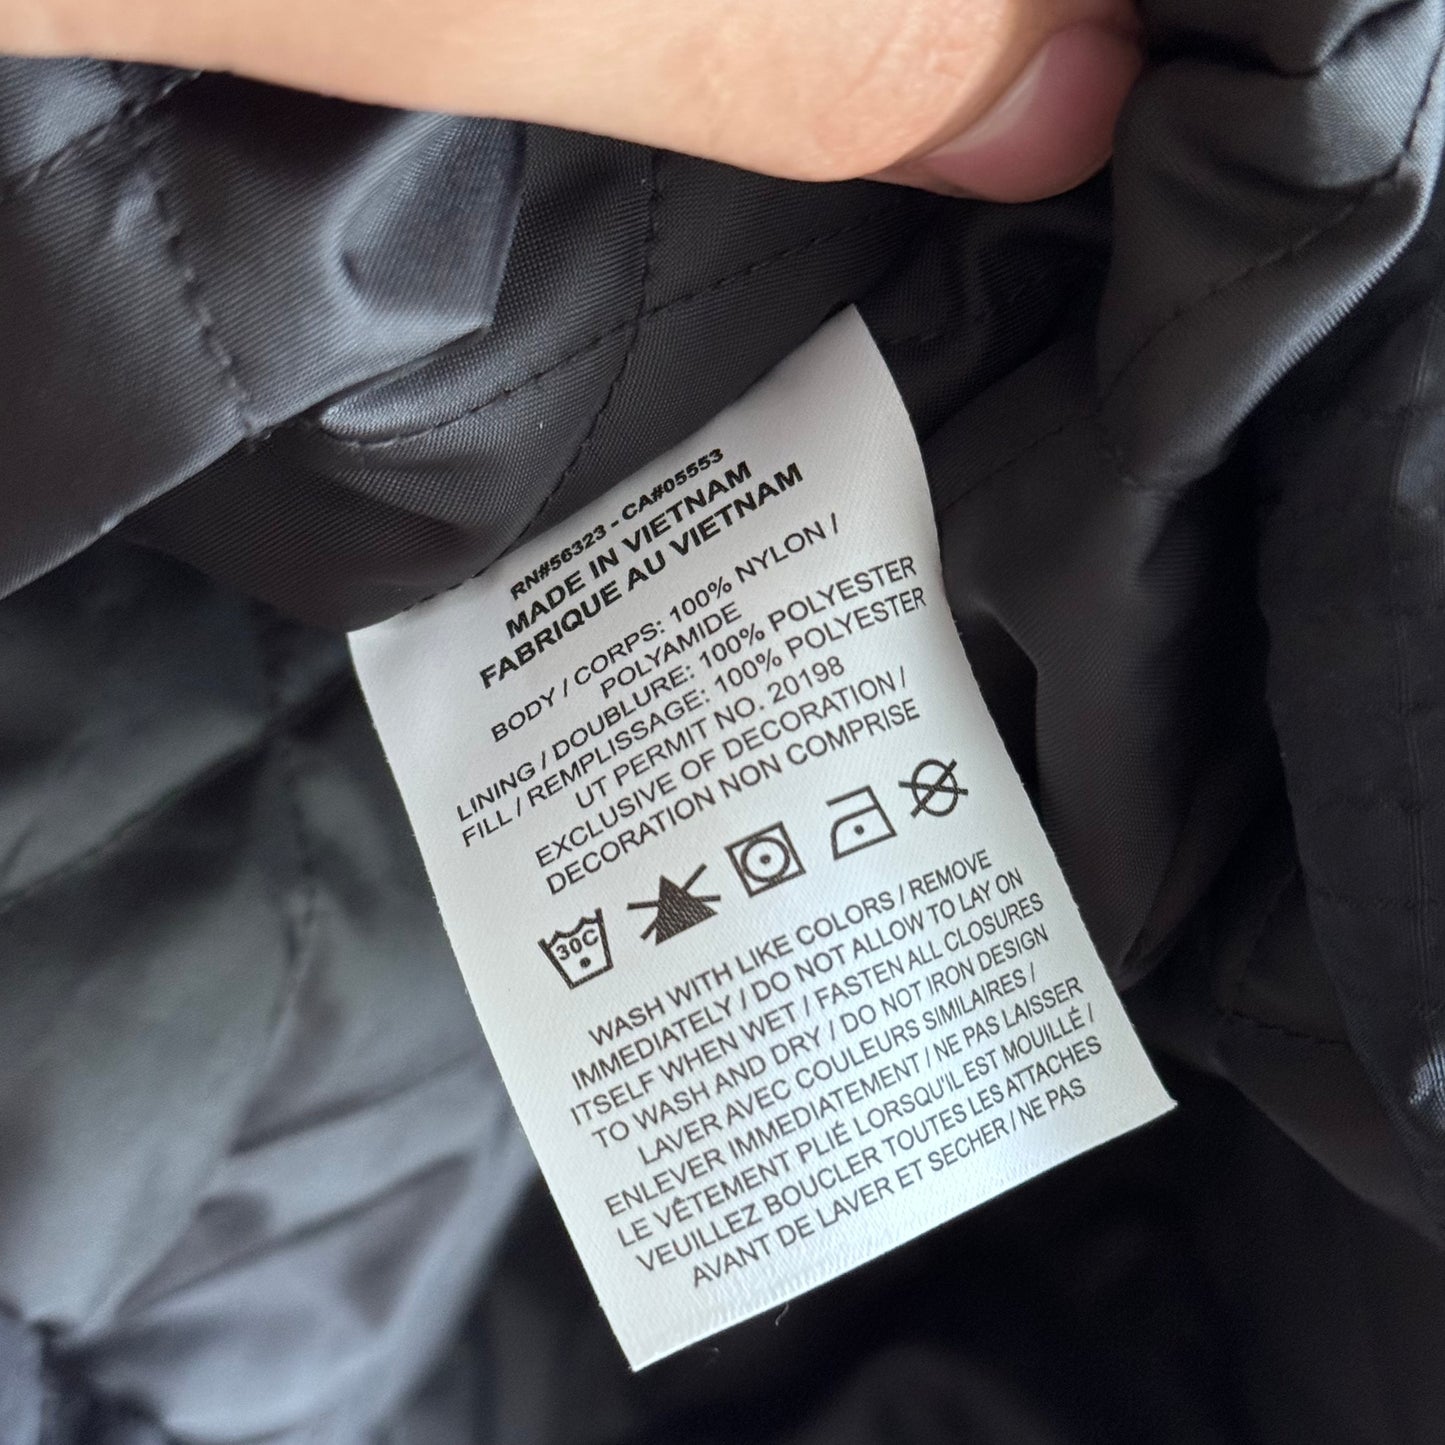 RN#56323 - CA#05553
MADE IN VIETNAM
FABRIQUE AU VIETNAM
BODY / CORPS: 100% NYLON /
POLYAMIDE
LINING / DOUBLURE: 100% POLYESTER
FILL / REMPLISSAGE: 100% POLYESTER
UT PERMIT NO. 20198
EXCLUSIVE OF DECORATION /
DECORATION NON COMPRISE
30C
WASH WITH LIKE COLORS / REMOVE
IMMEDIATELY / DO NOT ALLOW TO LAY ON
ITSELF WHEN WET / FASTEN ALL CLOSURES
TO WASH AND DRY / DO NOT IRON DESIGN
LAVER AVEC COULEURS SIMILAIRES /
ENLEVER IMMEDIATEMENT / NE PAS LAISSER
LE VÊTEMENT PLIÉ LORSQU'IL EST MOUILLÉ /
VEUILLEZ BOUCLER TOUTES LES ATTACHES
AVANT DE LAVER ET SECHER / NE PAS